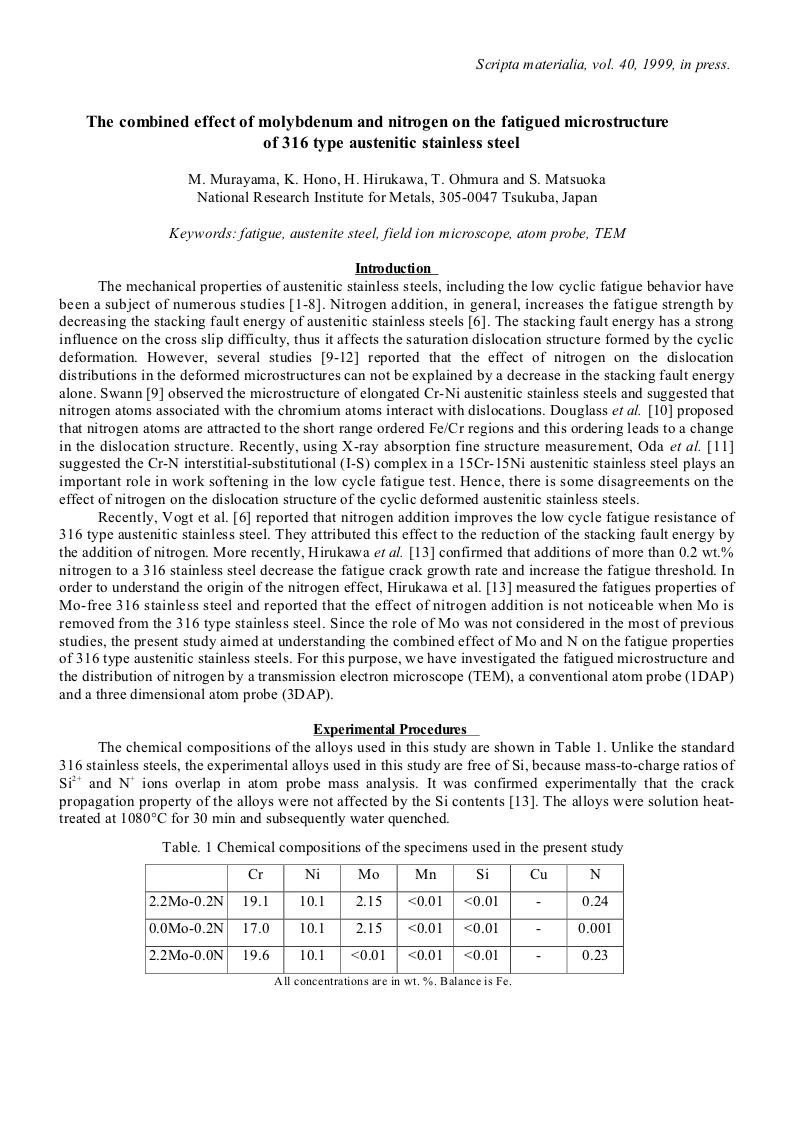 Scripta materialia, vol. 40, 1999, in press.
The combined effect of molybdenum and nitrogen on the fatigued microstructure
of 316 type austenitic stainless steel
M. Murayama, K. Hono, H. Hirukawa, T. Ohmura and S. Matsuoka
National Research Institute for Metals, 305-0047 Tsukuba, Japan
Keywords: fatigue, austenite steel, field ion microscope, atom probe, TEM
Introduction
The mechanical properties of austenitic stainless steels, including the low cyclic fatigue behavior have
been a subject of numerous studies [1-8]. Nitrogen addition, in general, increases the fatigue strength by
decreasing the stacking fault energy of austenitic stainless steels [6]. The stacking fault energy has a strong
influence on the cross slip difficulty, thus it affects the saturation dislocation structure formed by the cyclic
deformation. However, several studies [9-12] reported that the effect of nitrogen on the dislocation
distributions in the deformed microstructures can not be explained by a decrease in the stacking fault energy
alone. Swann [9] observed the microstructure of elongated Cr-Ni austenitic stainless steels and suggested that
nitrogen atoms associated with the chromium atoms interact with dislocations. Douglass et al. [10] proposed
that nitrogen atoms are attracted to the short range ordered Fe/Cr regions and this ordering leads to a change
in the dislocation structure. Recently, using X-ray absorption fine structure measurement, Oda et al. [11]
suggested the Cr-N interstitial-substitutional (I-S) complex in a 15Cr-15Ni austenitic stainless steel plays an
important role in work softening in the low cycle fatigue test. Hence, there is some disagreements on the
effect of nitrogen on the dislocation structure of the cyclic deformed austenitic stainless steels.
Recently, Vogt et al. [6] reported that nitrogen addition improves the low cycle fatigue resistance of
316 type austenitic stainless steel. They attributed this effect to the reduction of the stacking fault energy by
the addition of nitrogen. More recently, Hirukawa et al. [13] confirmed that additions of more than 0.2 wt.%
nitrogen to a 316 stainless steel decrease the fatigue crack growth rate and increase the fatigue threshold. In
order to understand the origin of the nitrogen effect, Hirukawa et al. [13] measured the fatigues properties of
Mo-free 316 stainless steel and reported that the effect of nitrogen addition is not noticeable when Mo is
removed from the 316 type stainless steel. Since the role of Mo was not considered in the most of previous
studies, the present study aimed at understanding the combined effect of Mo and N on the fatigue properties
of 316 type austenitic stainless steels. For this purpose, we have investigated the fatigued microstructure and
the distribution of nitrogen by a transmission electron microscope (TEM), a conventional atom probe (1DAP)
and a three dimensional atom probe (3DAP).
Experimental Procedures
The chemical compositions of the alloys used in this study are shown in Table 1. Unlike the standard
316 stainless steels, the experimental alloys used in this study are free of Si, because mass-to-charge ratios of
Si²⁺ and N⁺ ions overlap in atom probe mass analysis. It was confirmed experimentally that the crack
propagation property of the alloys were not affected by the Si contents [13]. The alloys were solution heat-
treated at 1080°C for 30 min and subsequently water quenched.
Table. 1 Chemical compositions of the specimens used in the present study
Cr Ni Mo Mn Si Cu N
2.2Mo-0.2N 19.1 10.1 2.15 <0.01 <0.01 - 0.24
0.0Mo-0.2N 17.0 10.1 2.15 <0.01 <0.01 - 0.001
2.2Mo-0.0N 19.6 10.1 <0.01 <0.01 <0.01 - 0.23
All concentrations are in wt. %. Balance is Fe.